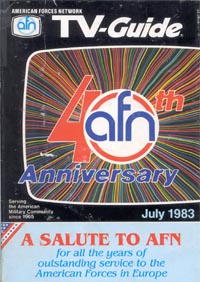 AMERICAN FORCES NETWORK
afn
TV-Guide
40th
afn
Anniversary
Serving
the American
Military Community
since 1965
July 1983
A SALUTE TO AFN
for all the years of
outstanding service to the
American Forces in Europe